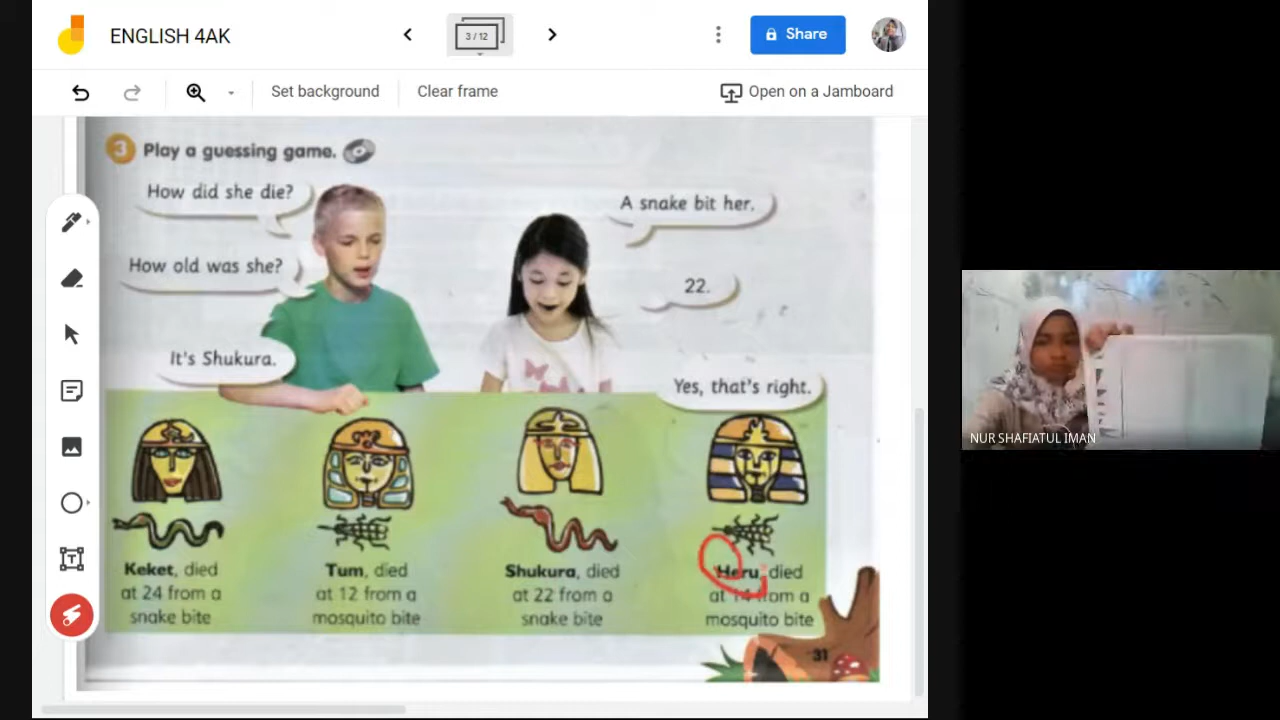 ENGLISH 4AK
3 / 12
Share
Set background
Clear frame
Open on a Jamboard
3 Play a guessing game.
How did she die?
A snake bit her.
How old was she?
22.
It's Shukura.
Yes, that's right.
Keket, died
at 24 from a
snake bite
Tum, died
at 12 from a
mosquito bite
Shukura, died
at 22 from a
snake bite
Heru, died
at 14 from a
mosquito bite
31
NUR SHAFIATUL IMAN